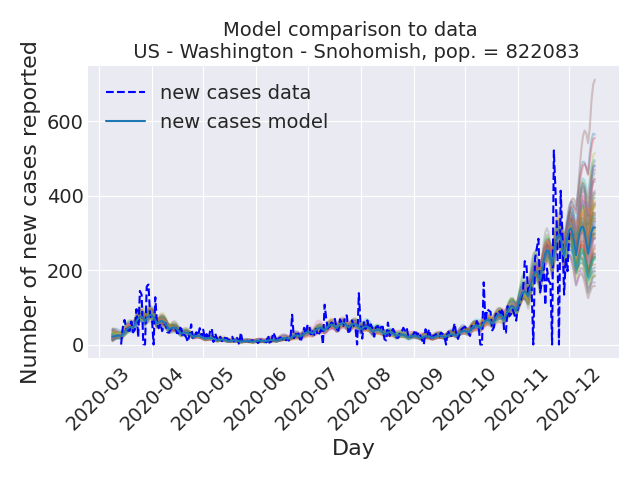 Model comparison to data
US - Washington - Snohomish, pop. = 822083
new cases data
new cases model
Number of new cases reported
600
400
200
0
2020-03
2020-04
2020-05
2020-06
2020-07
2020-08
2020-09
2020-10
2020-11
2020-12
Day